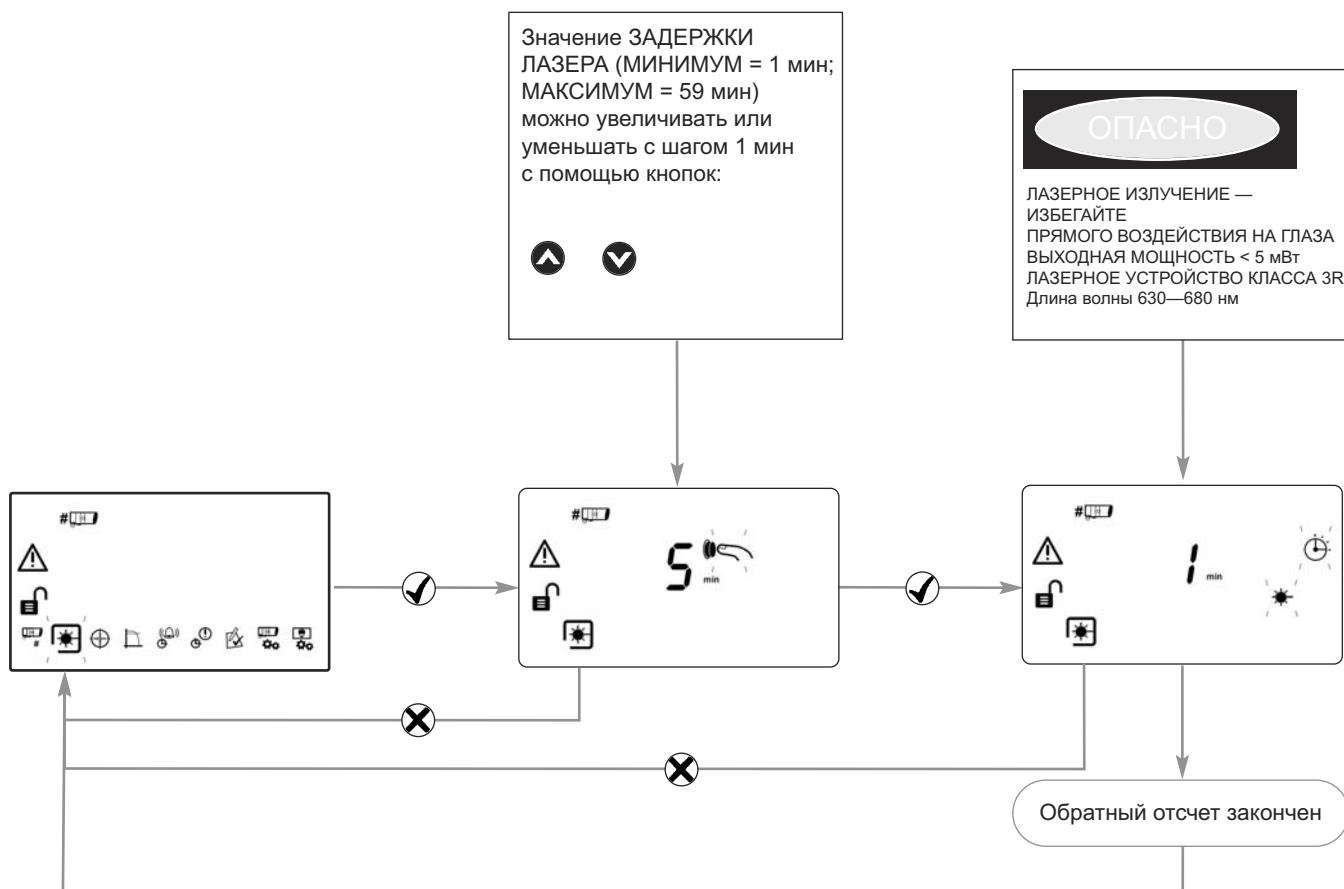 Значение ЗАДЕРЖКИ
ЛАЗЕРА (МИНИМУМ = 1 мин;
МАКСИМУМ = 59 мин)
можно увеличивать или
уменьшать с шагом 1 мин
с помощью кнопок:
ОПАСНО
ЛАЗЕРНОЕ ИЗЛУЧЕНИЕ —
ИЗБЕГАЙТЕ
ПРЯМОГО ВОЗДЕЙСТВИЯ НА ГЛАЗА
ВЫХОДНАЯ МОЩНОСТЬ < 5 мВт
ЛАЗЕРНОЕ УСТРОЙСТВО КЛАССА 3R
Длина волны 630—680 нм
#
#
#
5 min
1 min
#
Обратный отсчет закончен